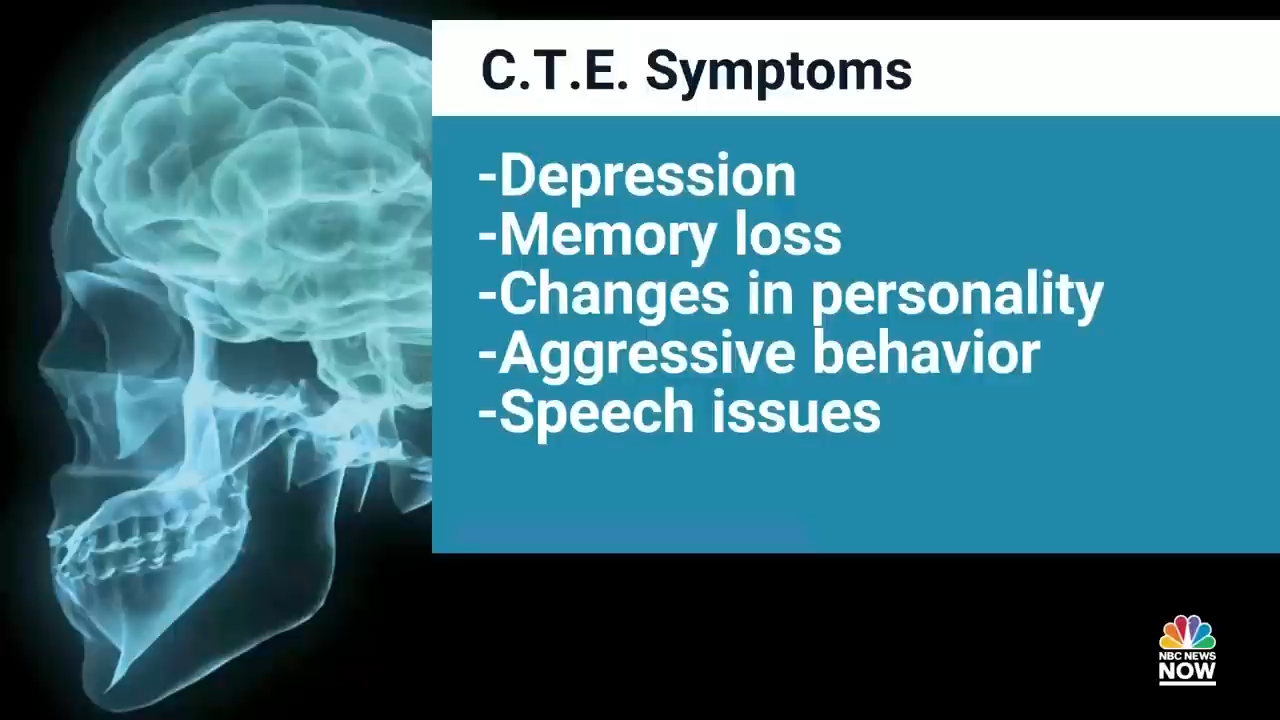 C.T.E. Symptoms
-Depression
-Memory loss
-Changes in personality
-Aggressive behavior
-Speech issues
NBC NEWS
NOW